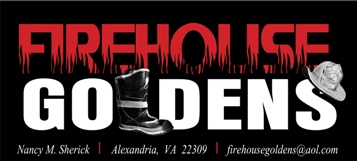 FIREHOUSE
GOLDENS
Nancy M. Sherick | Alexandria, VA 22309 | firehousegoldens@aol.com